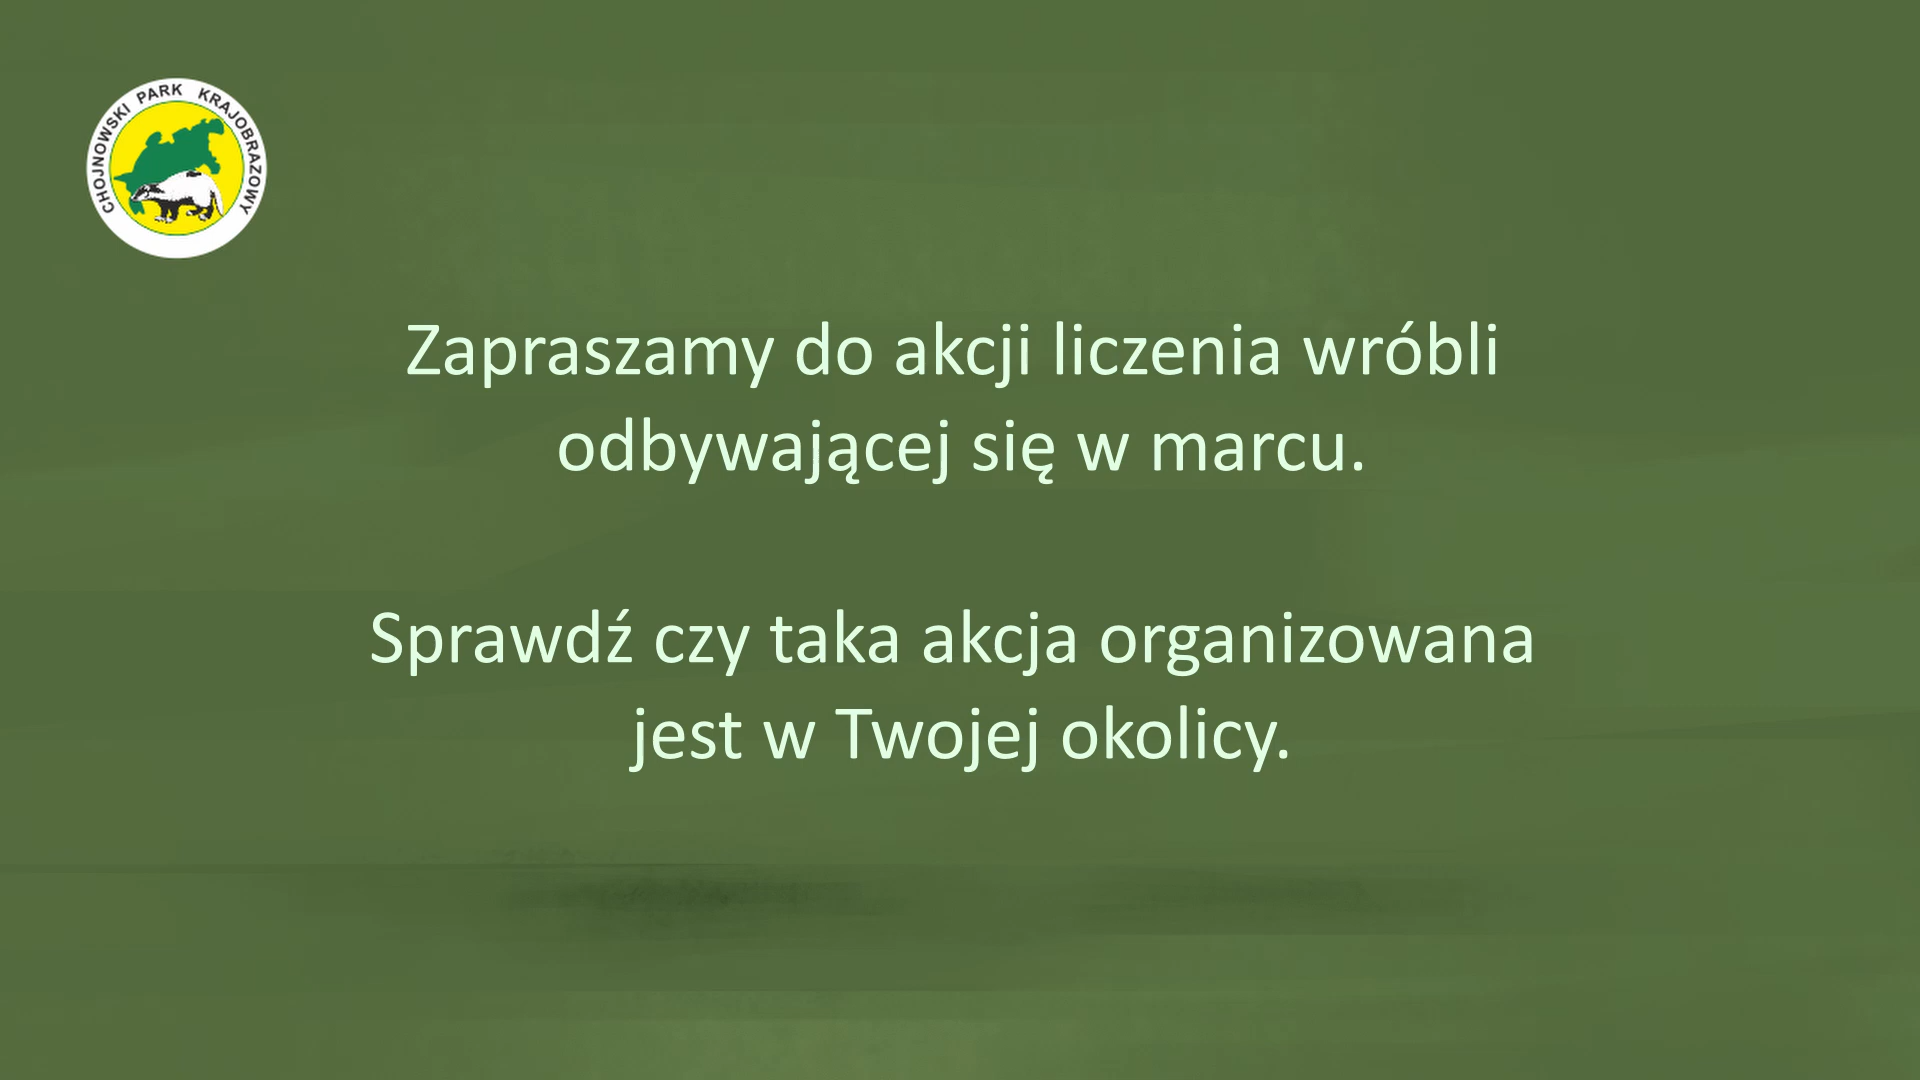 CHOJNOWSKI PARK KRAJOBRAZOWY
Zapraszamy do akcji liczenia wróbli
odbywającej się w marcu.
Sprawdź czy taka akcja organizowana
jest w Twojej okolicy.